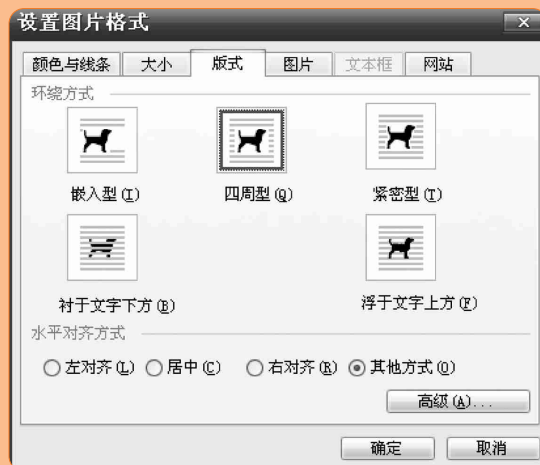 设置图片格式
颜色与线条 大小 版式 图片 文本框 网站
环绕方式
嵌入型(I) 四周型(Q) 紧密型(T)
衬于文字下方(B) 浮于文字上方(F)
水平对齐方式
左对齐(L) 居中(C) 右对齐(R) 其他方式(O)
高级(A)...
确定 取消